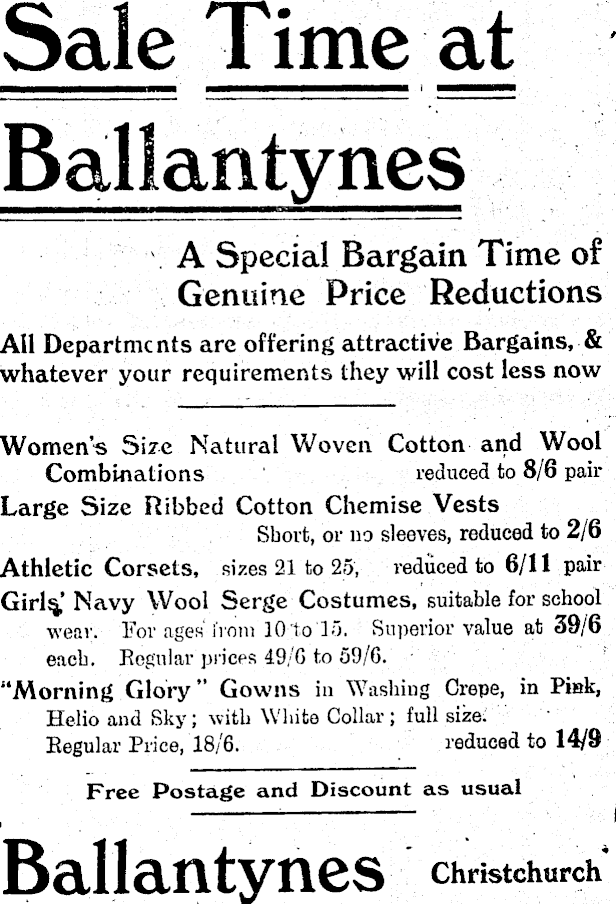 Sale Time at
Ballantynes
A Special Bargain Time of
Genuine Price Reductions
All Departments are offering attractive Bargains, &
whatever your requirements they will cost less now
Women's Size Natural Woven Cotton and Wool
Combinations reduced to 8/6 pair
Large Size Ribbed Cotton Chemise Vests
Short, or no sleeves, reduced to 2/6
Athletic Corsets, sizes 21 to 25, reduced to 6/11 pair
Girls' Navy Wool Serge Costumes, suitable for school
wear. For ages from 10 to 15. Superior value at 39/6
each. Regular prices 49/6 to 59/6.
"Morning Glory" Gowns in Washing Crepe, in Pink,
Helio and Sky; with White Collar; full size.
Regular Price, 18/6. reduced to 14/9
Free Postage and Discount as usual
Ballantynes Christchurch